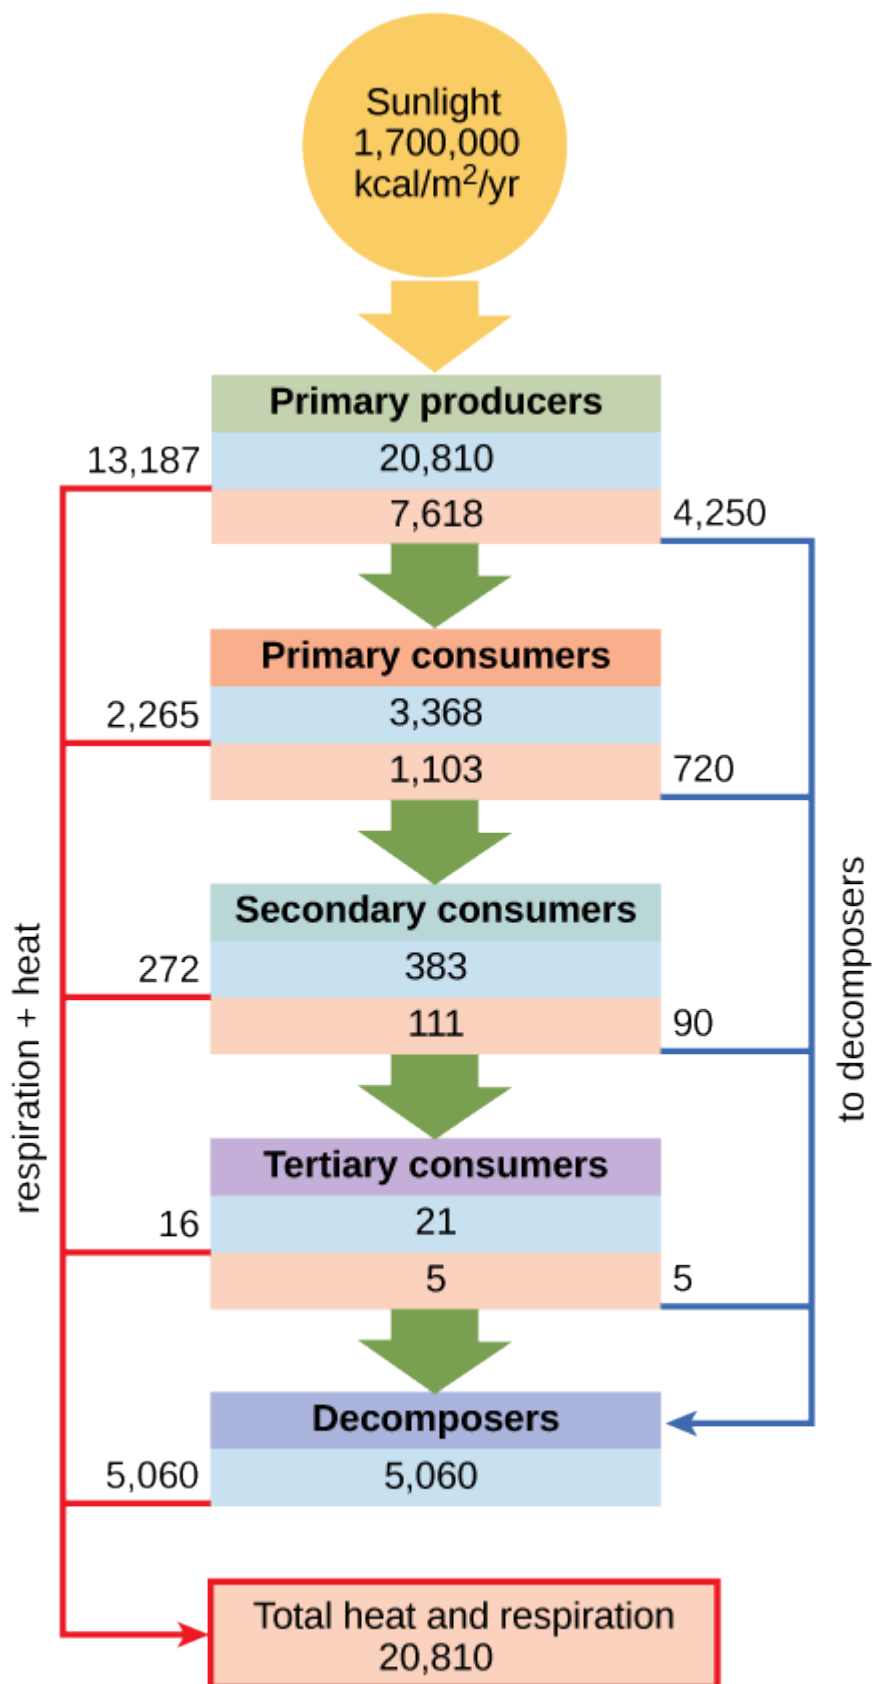 Sunlight
1,700,000
kcal/m²/yr
Primary producers
13,187
20,810
7,618
4,250
Primary consumers
2,265
3,368
1,103
720
Secondary consumers
272
383
111
90
Tertiary consumers
16
21
5
5
respiration + heat
to decomposers
Decomposers
5,060
5,060
Total heat and respiration
20,810